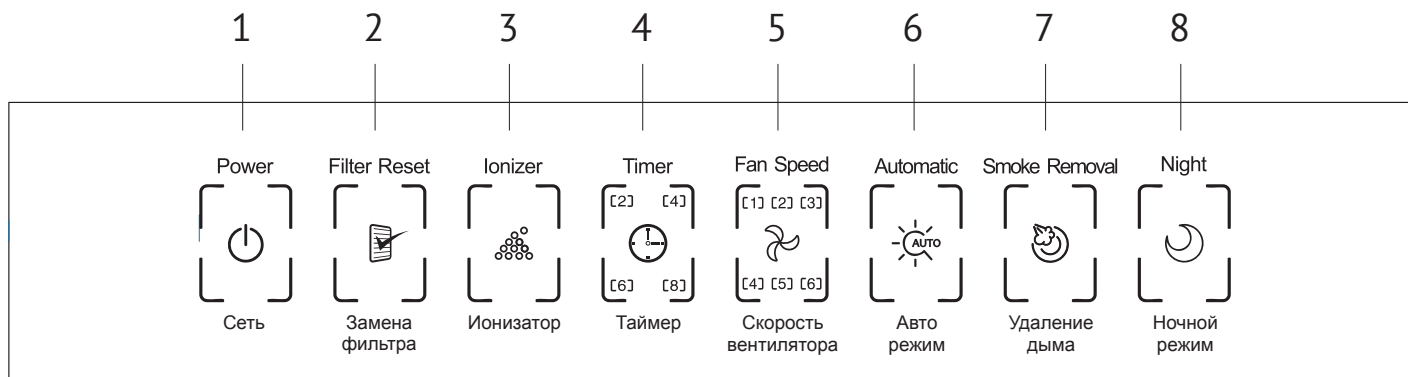 1 2 3 4 5 6 7 8
Power Filter Reset Ionizer Timer Fan Speed Automatic Smoke Removal Night
[2] [4] [1] [2] [3]
AUTO
[6] [8] [4] [5] [6]
Сеть Замена Ионизатор Таймер Скорость Авто Удаление Ночной
фильтра вентилятора режим дыма режим